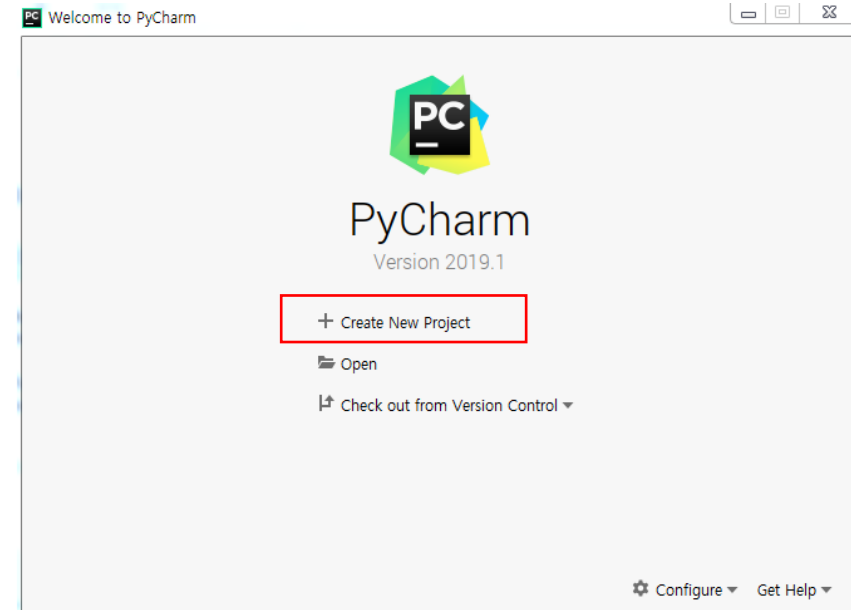 PC Welcome to PyCharm
PC
PyCharm
Version 2019.1
Create New Project
Open
Check out from Version Control
Configure Get Help